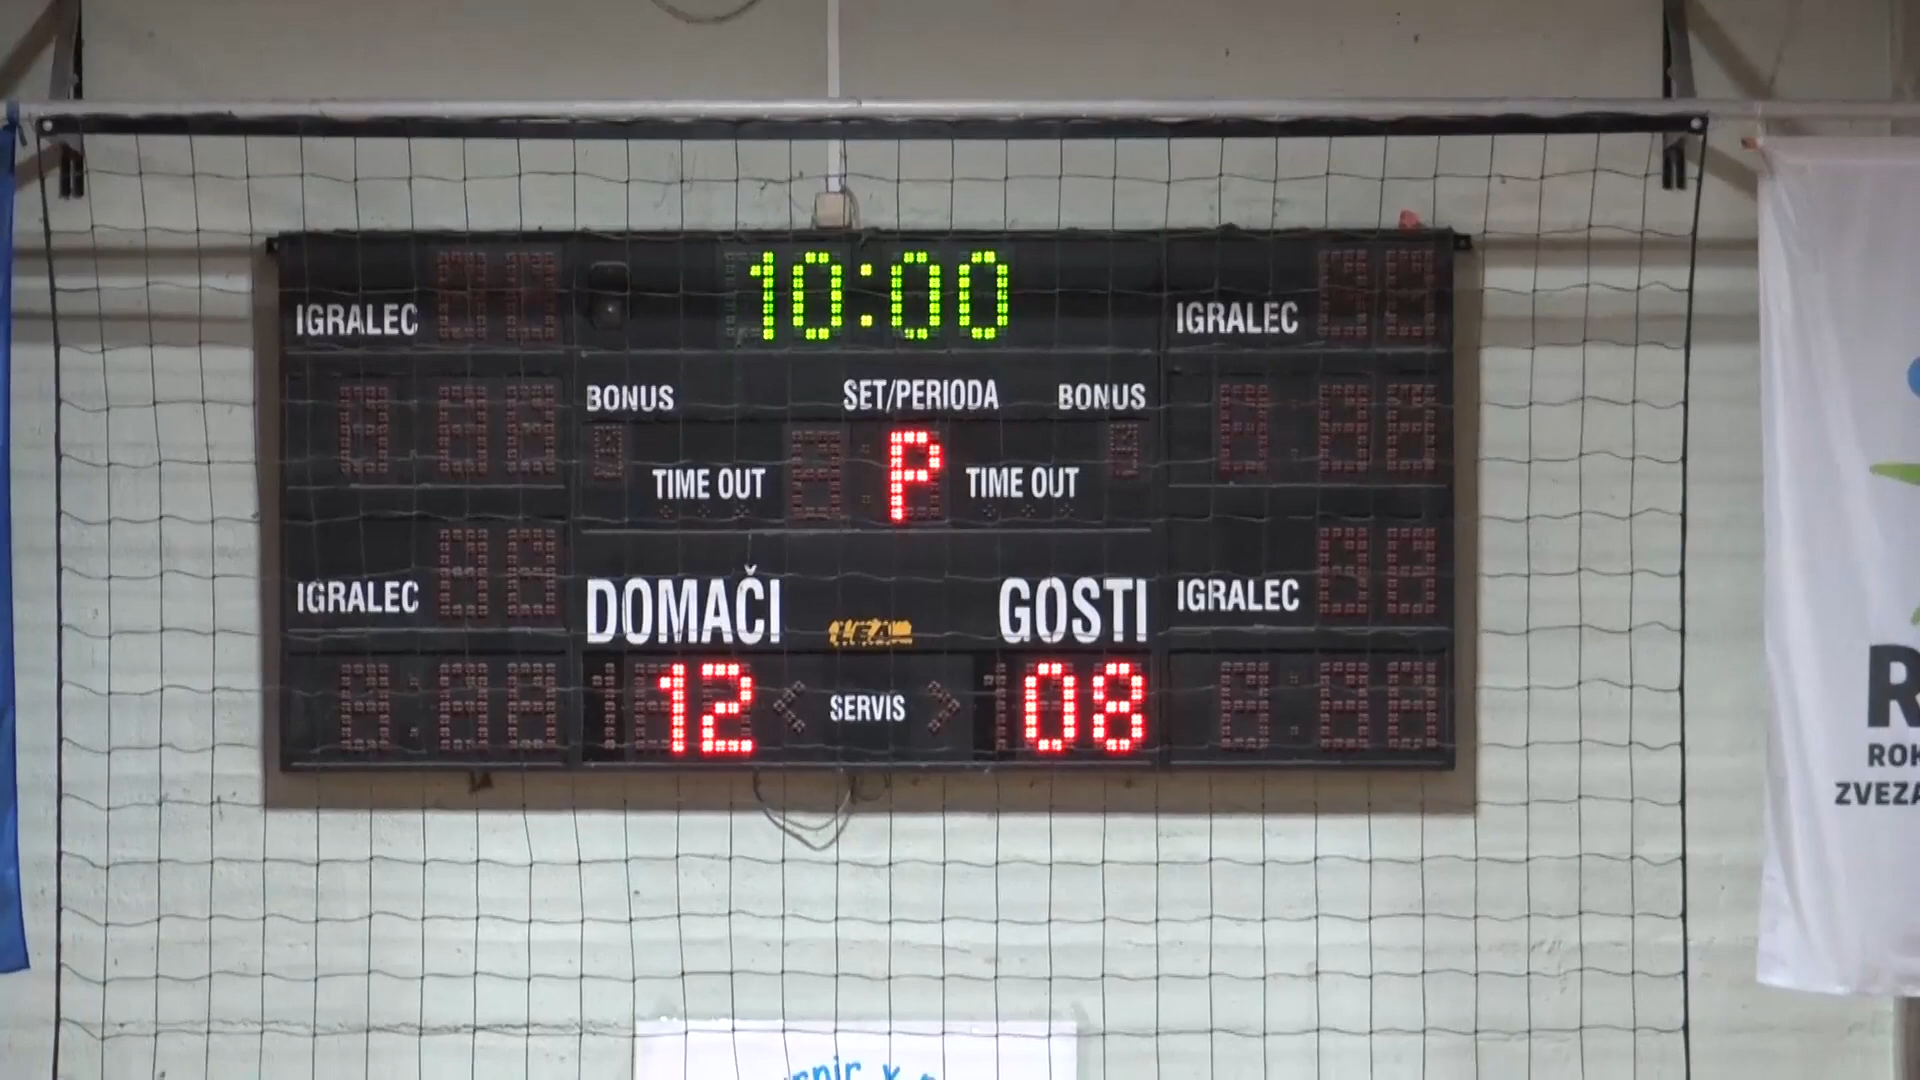 10:00
IGRALEC
IGRALEC
BONUS
SET/PERIODA
BONUS
TIME OUT
P
TIME OUT
IGRALEC
DOMAČI
GOSTI
IGRALEC
LEA
12
SERVIS
08
R
ROK
ZVEZA